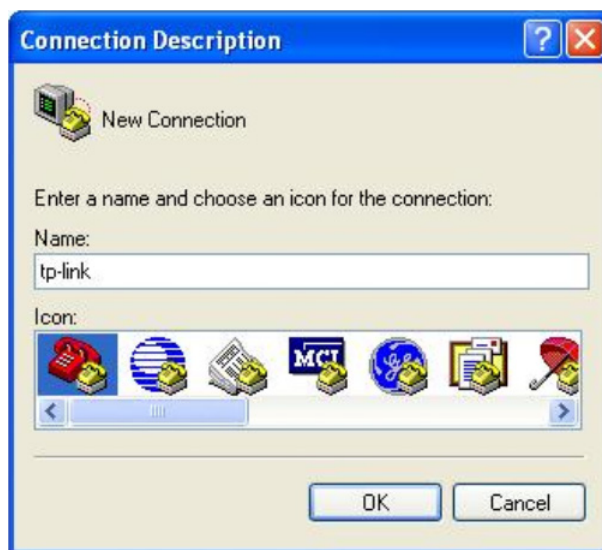 Connection Description
New Connection
Enter a name and choose an icon for the connection:
Name:
tp-link
Icon:
MCI
OK
Cancel